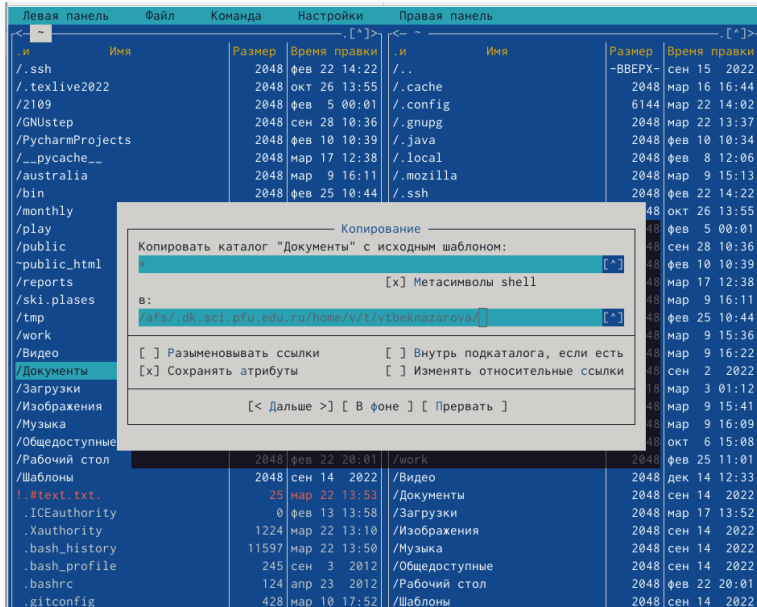 Левая панель Файл Команда Настройки Правая панель
<- ~ .[^]> <- ~ .[^]>
.и Имя Размер Время правки .и Имя Размер Время правки
/.ssh 2048 фев 22 14:22 /.. -ВВЕРХ- сен 15 2022
/.texlive2022 2048 окт 26 13:55 /.cache 2048 мар 16 16:44
/2109 2048 фев 5 00:01 /.config 6144 мар 22 14:02
/GNUstep 2048 сен 28 10:36 /.gnupg 2048 мар 22 13:37
/PycharmProjects 2048 фев 10 10:39 /.java 2048 фев 10 10:34
/__pycache__ 2048 мар 17 12:38 /.local 2048 фев 8 12:06
/australia 2048 мар 9 16:11 /.mozilla 2048 мар 9 15:13
/bin 2048 фев 25 10:44 /.ssh 2048 фев 22 14:22
/monthly 48 окт 26 13:55
/play Копирование 48 фев 5 00:01
/public Копировать каталог "Документы" с исходным шаблоном: 48 сен 28 10:36
~public_html * [^] 48 фев 10 10:39
/reports [x] Метасимволы shell 48 мар 17 12:38
/ski.plases в: 48 мар 9 16:11
/tmp /afs/.dk.sci.pfu.edu.ru/home/v/t/vtbeknazarova/ [^] 48 фев 25 10:44
/work 48 мар 9 15:36
/Видео [ ] Разыменовывать ссылки [ ] Внутрь подкаталога, если есть 48 мар 9 16:22
/Документы [x] Сохранять атрибуты [ ] Изменять относительные ссылки 48 сен 2 2022
/Загрузки 18 мар 3 01:12
/Изображения [< Дальше >] [ В фоне ] [ Прервать ] 48 мар 9 15:41
/Музыка 48 мар 9 16:09
/Общедоступные 48 окт 6 15:08
/Рабочий стол 2048 фев 22 20:01 /work 2048 фев 25 11:01
/Шаблоны 2048 сен 14 2022 /Видео 2048 дек 14 12:33
!.#text.txt. 25 мар 22 13:53 /Документы 2048 сен 14 2022
.ICEauthority 0 фев 13 13:58 /Загрузки 2048 мар 17 13:52
.Xauthority 1224 мар 22 13:10 /Изображения 2048 сен 14 2022
.bash_history 11597 мар 22 13:50 /Музыка 2048 сен 14 2022
.bash_profile 245 сен 3 2012 /Общедоступные 2048 сен 14 2022
.bashrc 124 апр 23 2012 /Рабочий стол 2048 фев 22 20:01
.gitconfig 428 мар 10 17:52 /Шаблоны 2048 сен 14 2022